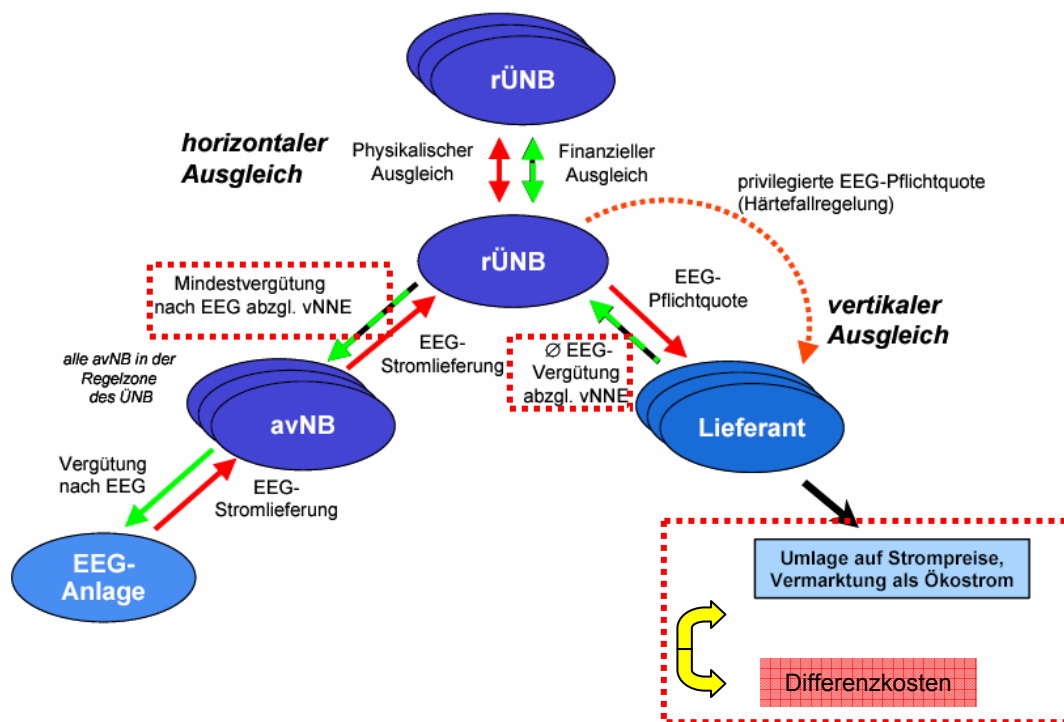 rÜNB
horizontaler
Ausgleich
Physikalischer
Ausgleich
Finanzieller
Ausgleich
privilegierte EEG-Pflichtquote
(Härtefallregelung)
rÜNB
Mindestvergütung
nach EEG abzgl. vNNE
EEG-
Pflichtquote
vertikaler
Ausgleich
EEG-
Stromlieferung
Ø EEG-
Vergütung
abzgl. vNNE
alle avNB in der
Regelzone
des ÜNB
avNB
Lieferant
Vergütung
nach EEG
EEG-
Stromlieferung
EEG-
Anlage
Umlage auf Strompreise,
Vermarktung als Ökostrom
Differenzkosten